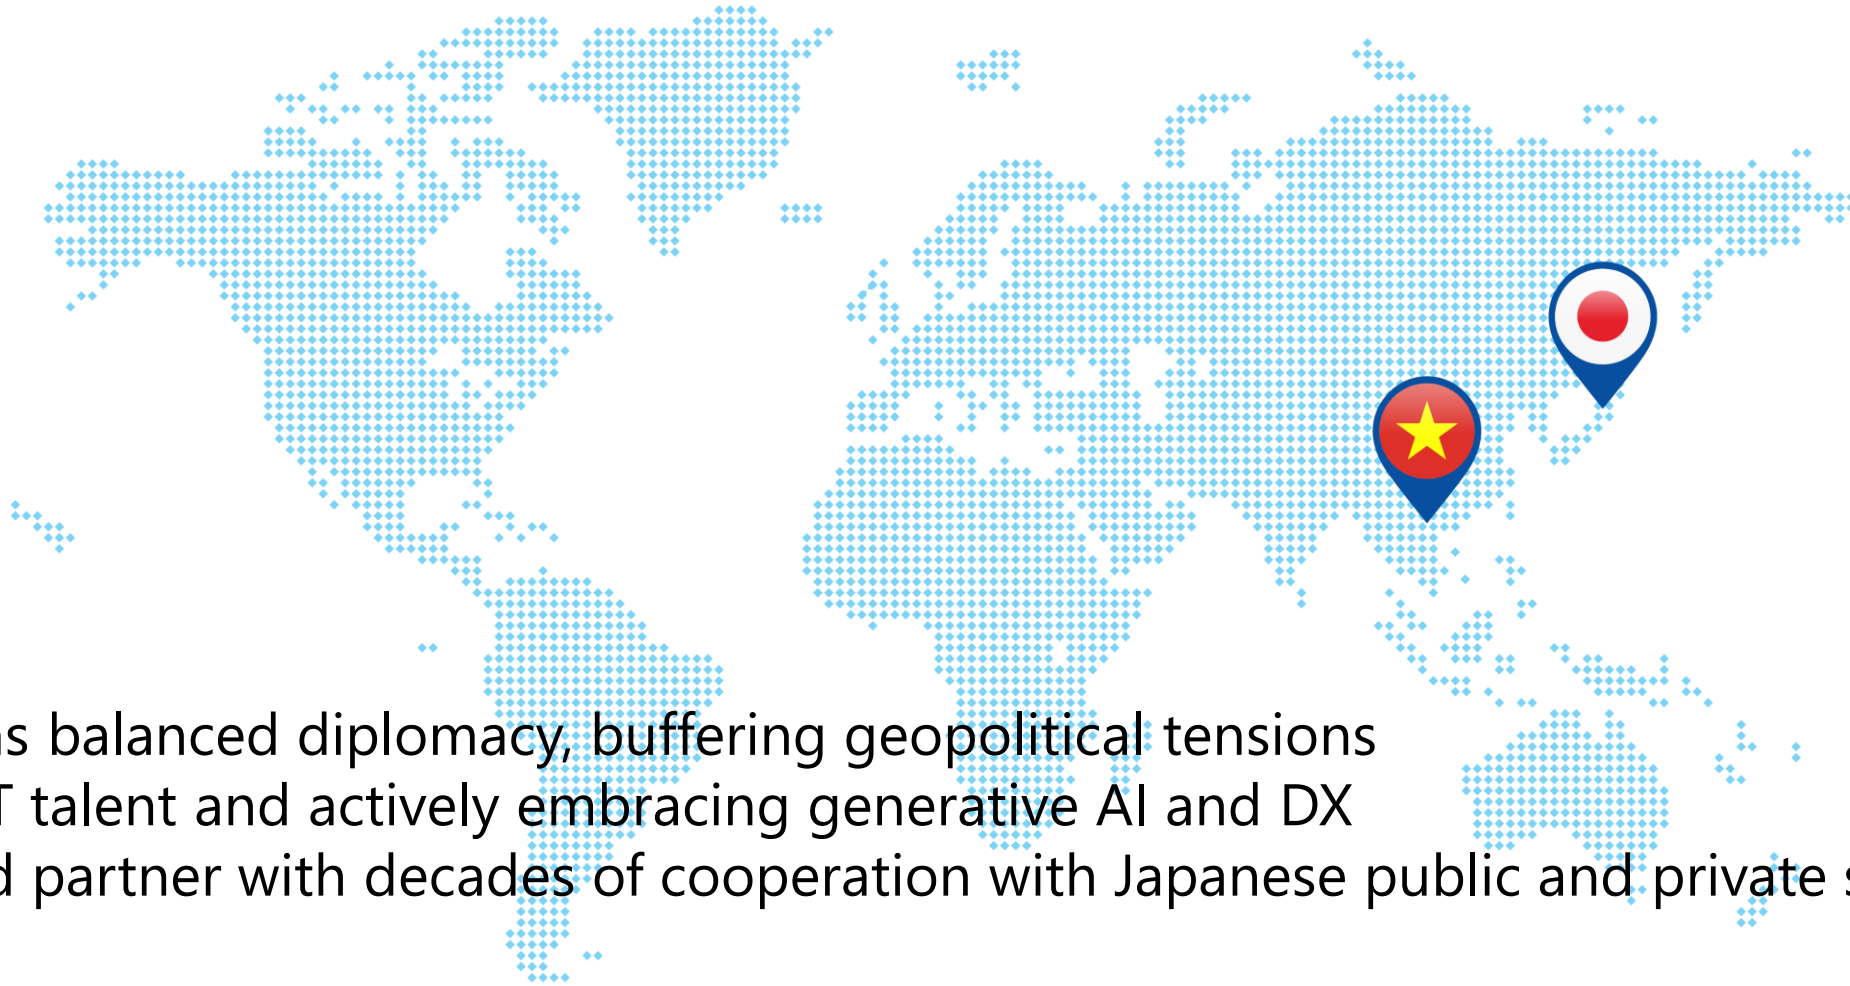 balanced diplomacy, buffering geopolitical tensions
talent and actively embracing generative AI and DX
partner with decades of cooperation with Japanese public and private